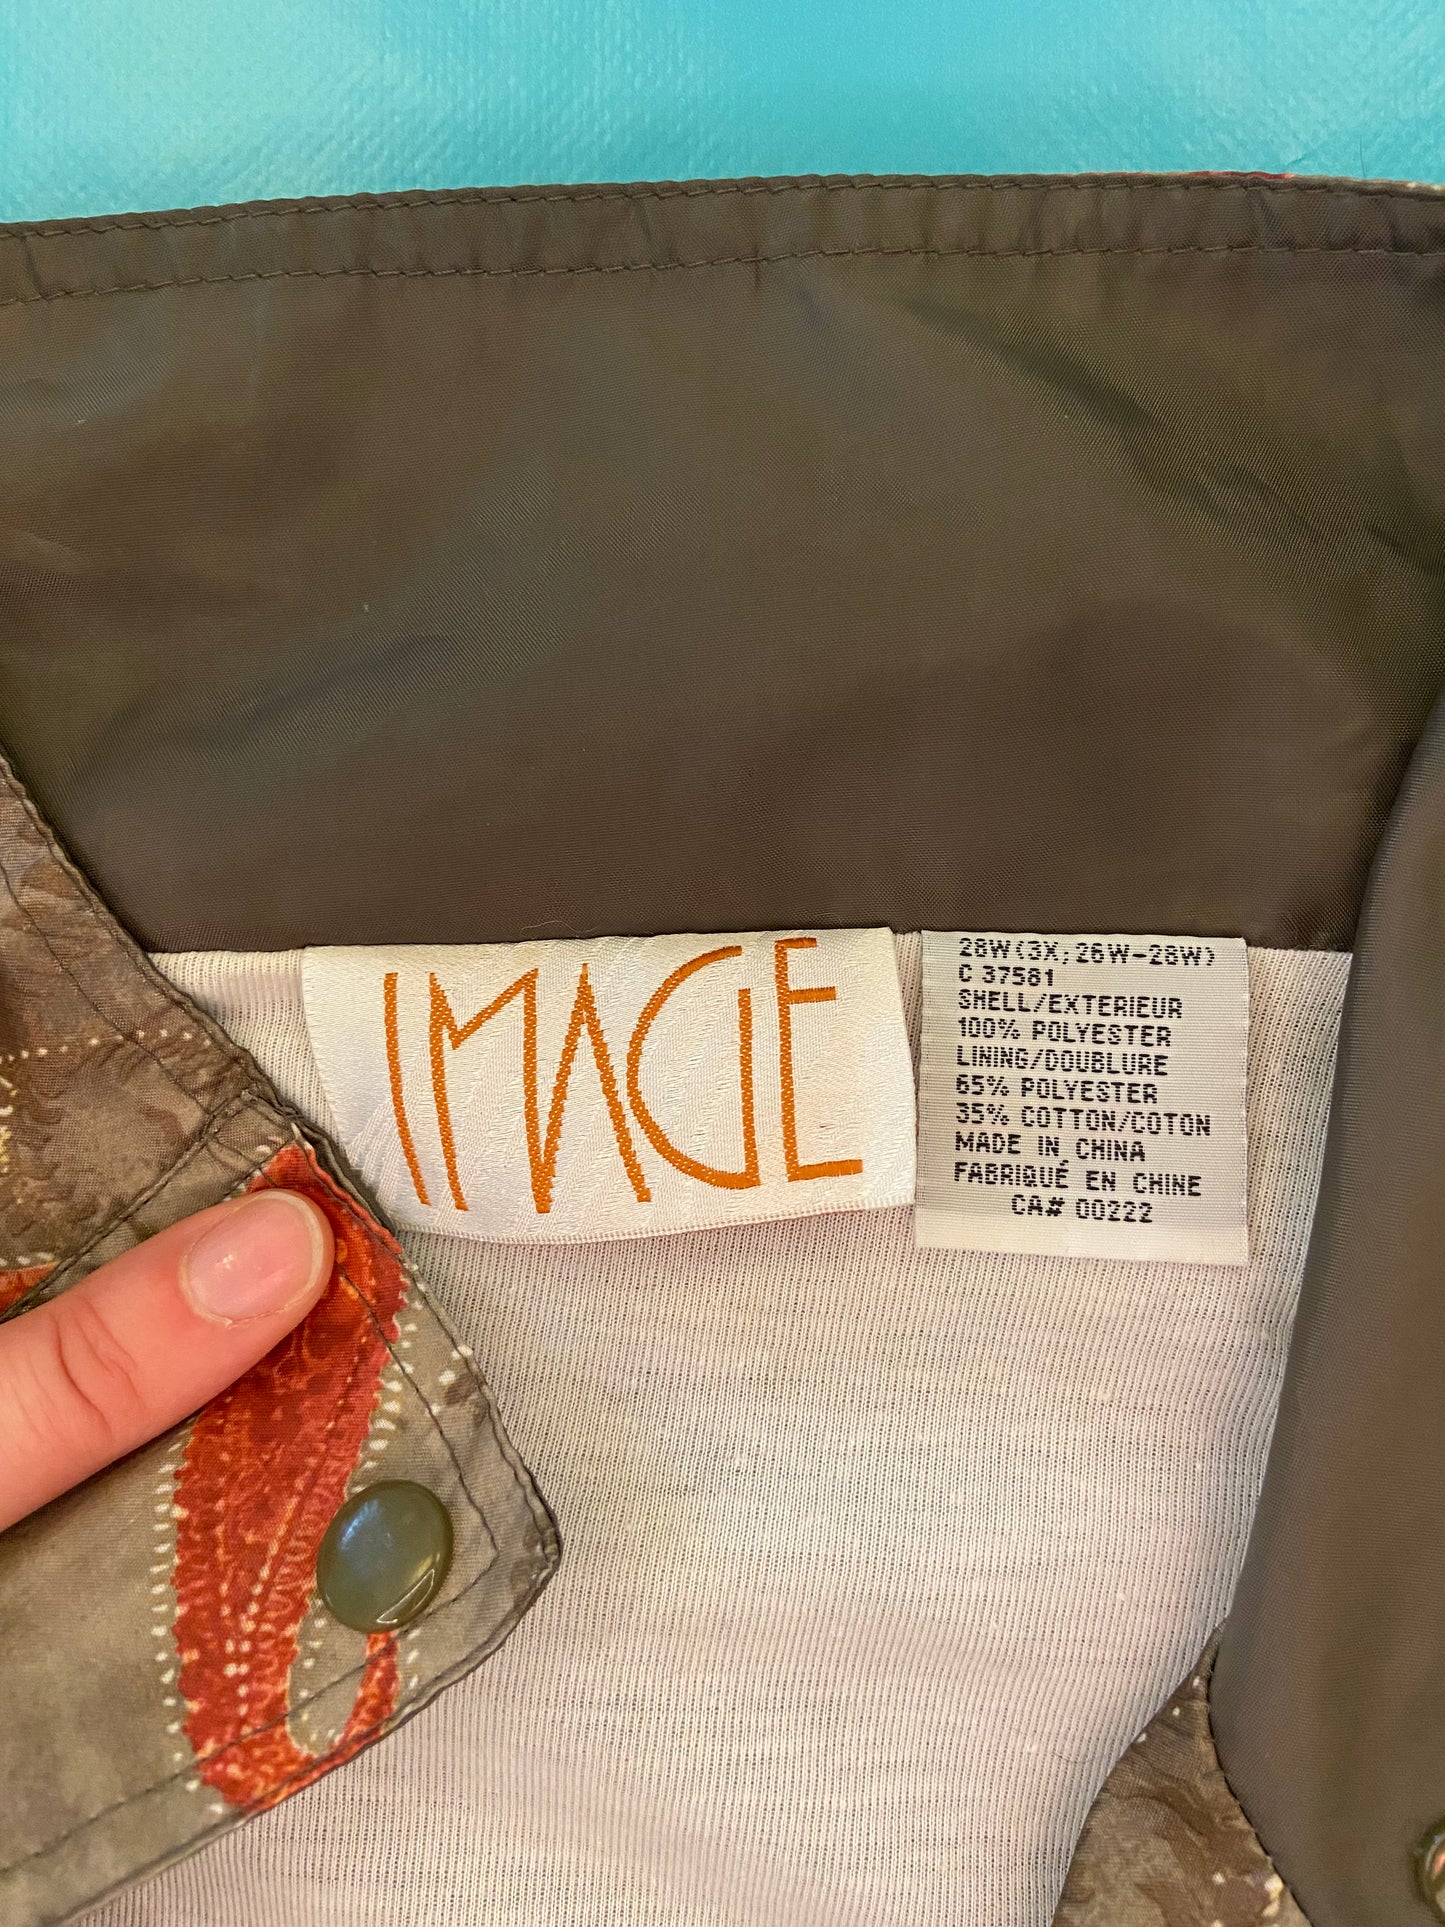 IMAGE
28W(3X; 26W-28W)
C 37581
SHELL/EXTERIEUR
100% POLYESTER
LINING/DOUBLURE
65% POLYESTER
35% COTTON/COTON
MADE IN CHINA
FABRIQUÉ EN CHINE
CA# 00222